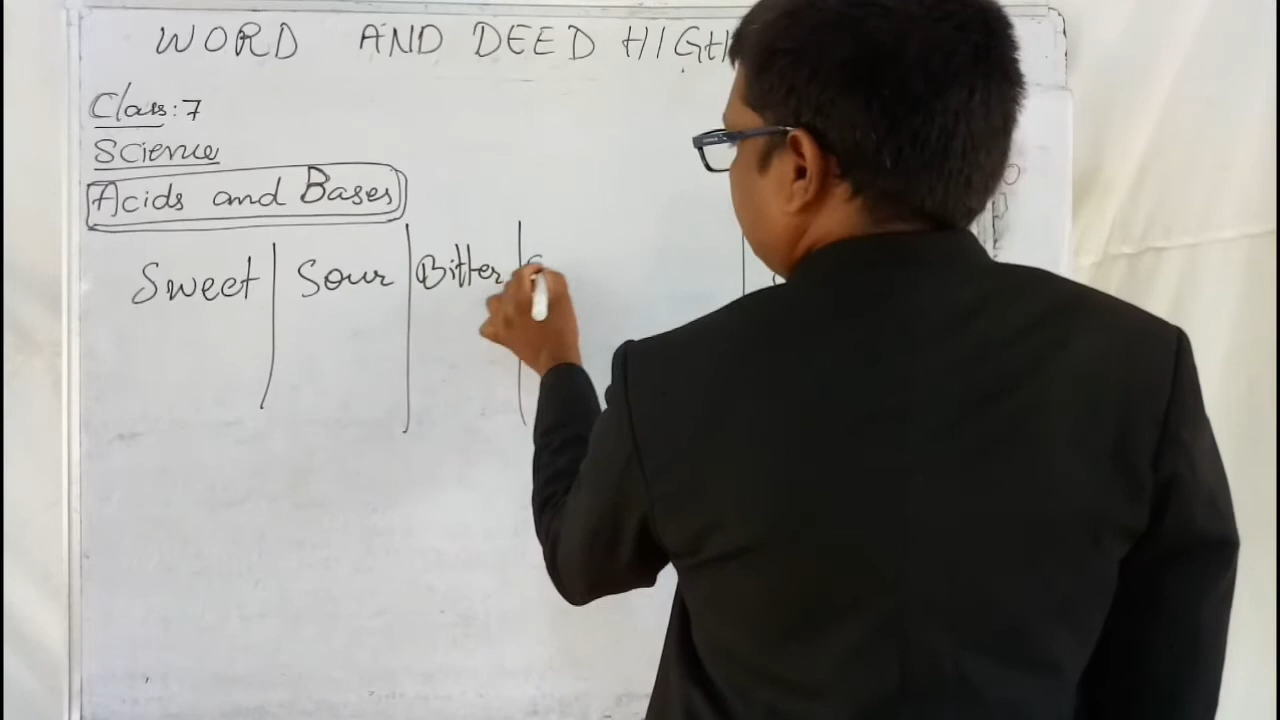 WORD AND DEED HIGH
Class: 7
Science
Acids and Bases
Sweet Sour Bitter